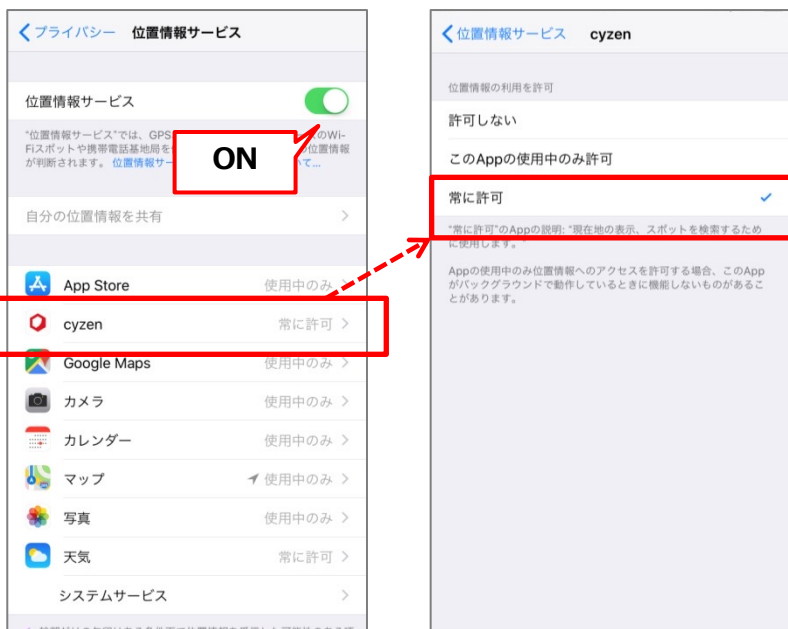 プライバシー 位置情報サービス
位置情報サービス
"位置情報サービス"では、GPS のWi-
Fiスポットや携帯電話基地局を 位置情報
が判断されます。位置情報サー いて...
ON
自分の位置情報を共有
App Store 使用中のみ
cyzen 常に許可
Google Maps 使用中のみ
カメラ 使用中のみ
カレンダー 使用中のみ
マップ 使用中のみ
写真 使用中のみ
天気 常に許可
システムサービス
位置情報サービス cyzen
位置情報の利用を許可
許可しない
このAppの使用中のみ許可
常に許可
"常に許可"のAppの説明: "現在地の表示、スポットを検索するため
に使用します。"
Appの使用中のみ位置情報へのアクセスを許可する場合、このApp
がバックグラウンドで動作しているときに機能しないものがあるこ
とがあります。